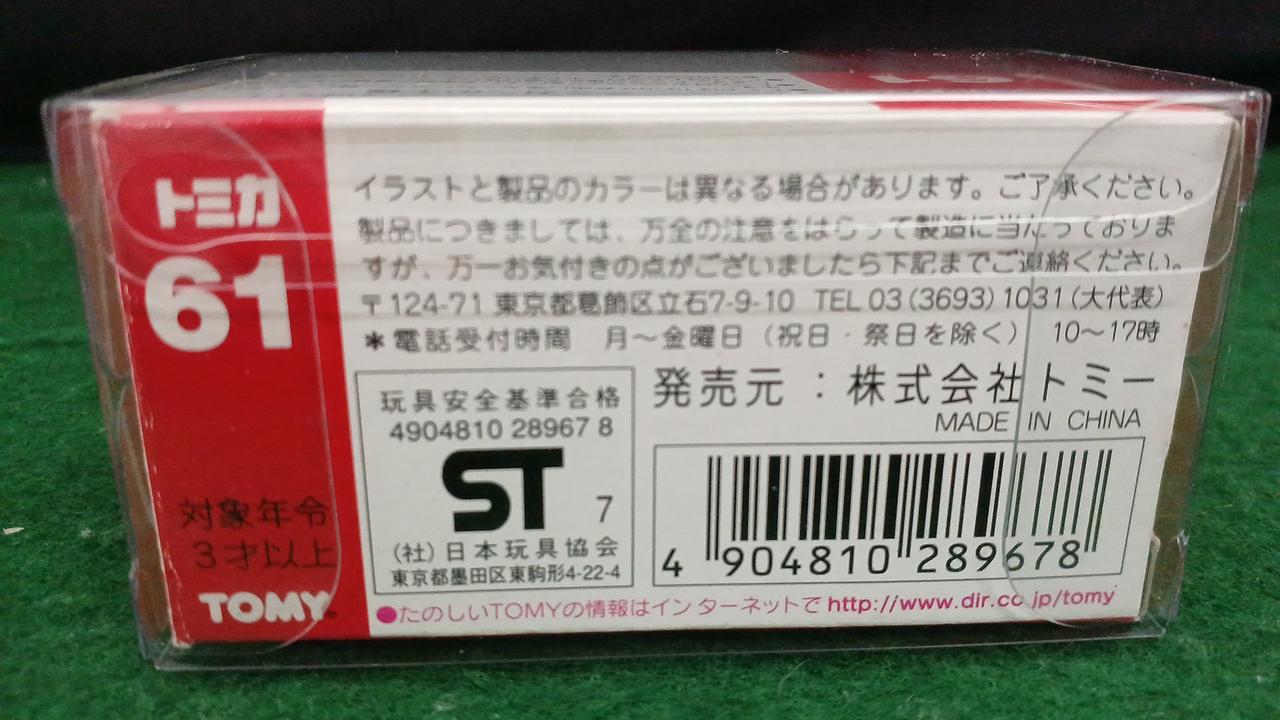 トミカ
61
対象年令
3才以上
TOMY
イラストと製品のカラーは異なる場合があります。ご了承ください。
製品につきましては、万全の注意をはらって製造に当たっておりま
すが、万一お気付きの点がございましたら下記までご連絡ください。
〒124-71 東京都葛飾区立石7-9-10 TEL 03(3693)1031(大代表)
*電話受付時間 月〜金曜日(祝日・祭日を除く) 10〜17時
玩具安全基準合格
4904810 28967 8
ST 7
(社)日本玩具協会
東京都墨田区東駒形4-22-4
発売元：株式会社トミー
MADE IN CHINA
4 904810 289678
●たのしいTOMYの情報はインターネットで http://www.dir.co.jp/tomy